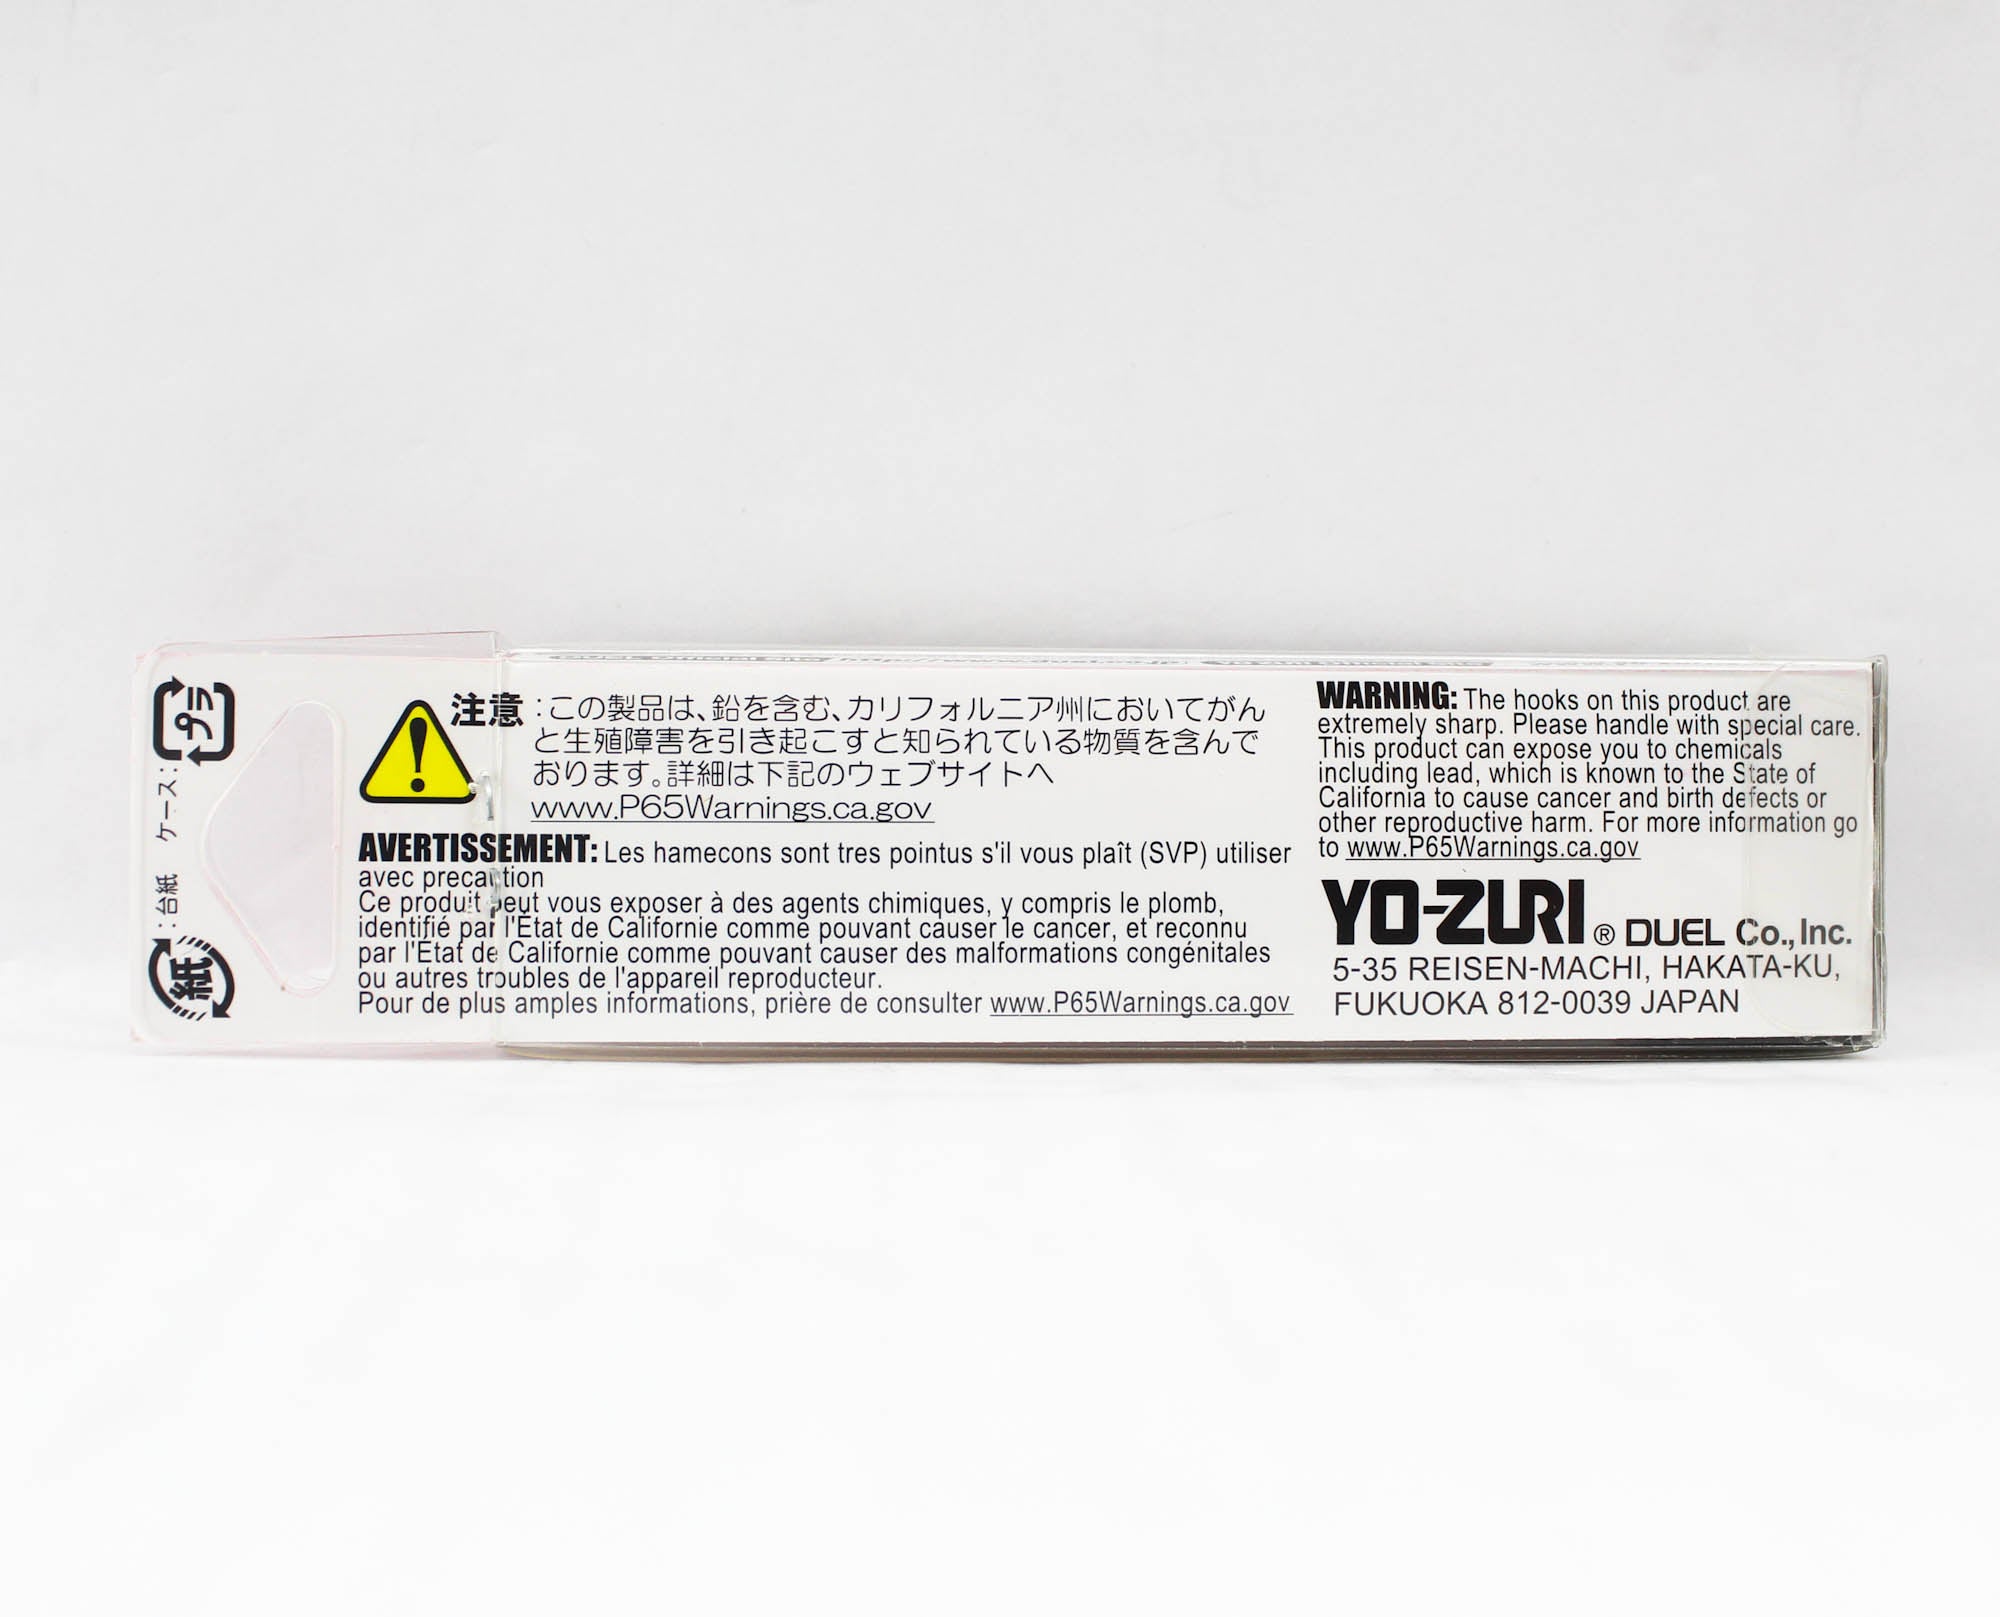 プラ
ケース:
台紙:
紙
注意:この製品は、鉛を含む、カリフォルニア州においてがん
と生殖障害を引き起こすと知られている物質を含んで
おります。詳細は下記のウェブサイトへ
www.P65Warnings.ca.gov
AVERTISSEMENT: Les hamecons sont tres pointus s'il vous plaît (SVP) utiliser
avec precaution
Ce produit peut vous exposer à des agents chimiques, y compris le plomb,
identifié par l'État de Californie comme pouvant causer le cancer, et reconnu
par l'État de Californie comme pouvant causer des malformations congénitales
ou autres troubles de l'appareil reproducteur.
Pour de plus amples informations, prière de consulter www.P65Warnings.ca.gov
WARNING: The hooks on this product are
extremely sharp. Please handle with special care.
This product can expose you to chemicals
including lead, which is known to the State of
California to cause cancer and birth defects or
other reproductive harm. For more information go
to www.P65Warnings.ca.gov
YO-ZURI® DUEL Co., Inc.
5-35 REISEN-MACHI, HAKATA-KU,
FUKUOKA 812-0039 JAPAN